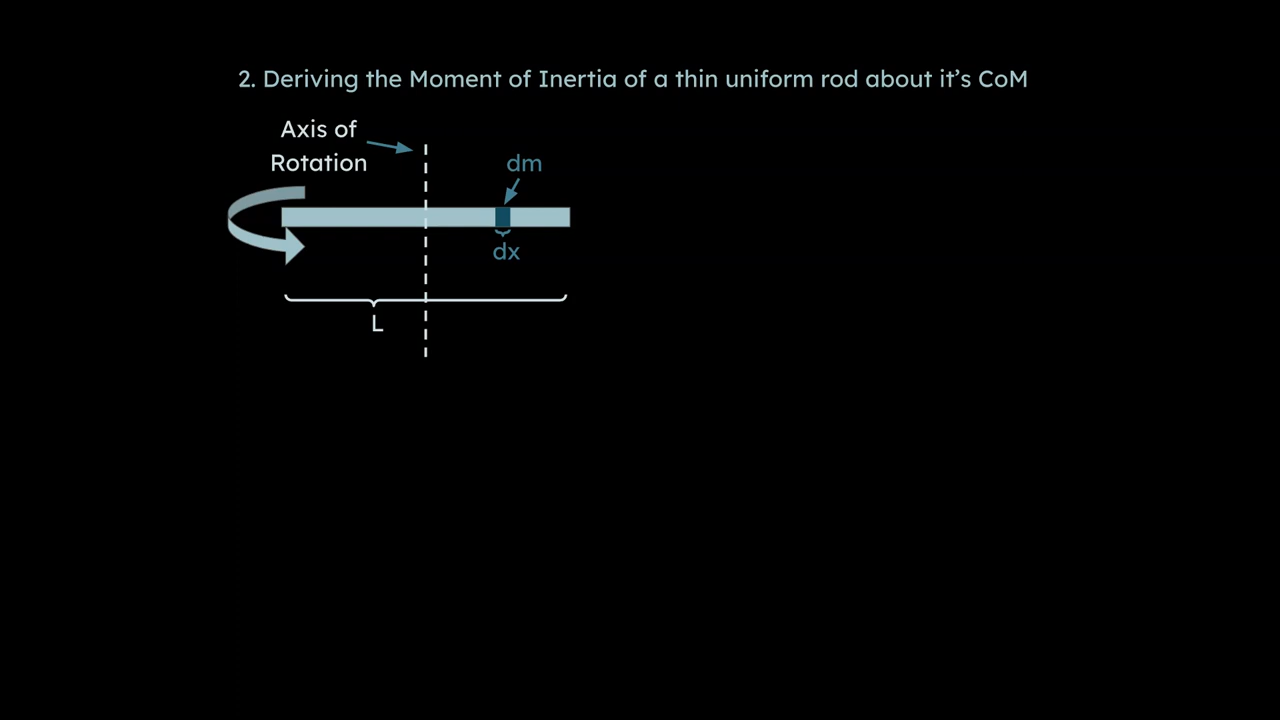 2. Deriving the Moment of Inertia of a thin uniform rod about it’s CoM
Axis of
Rotation
dm
dx
L